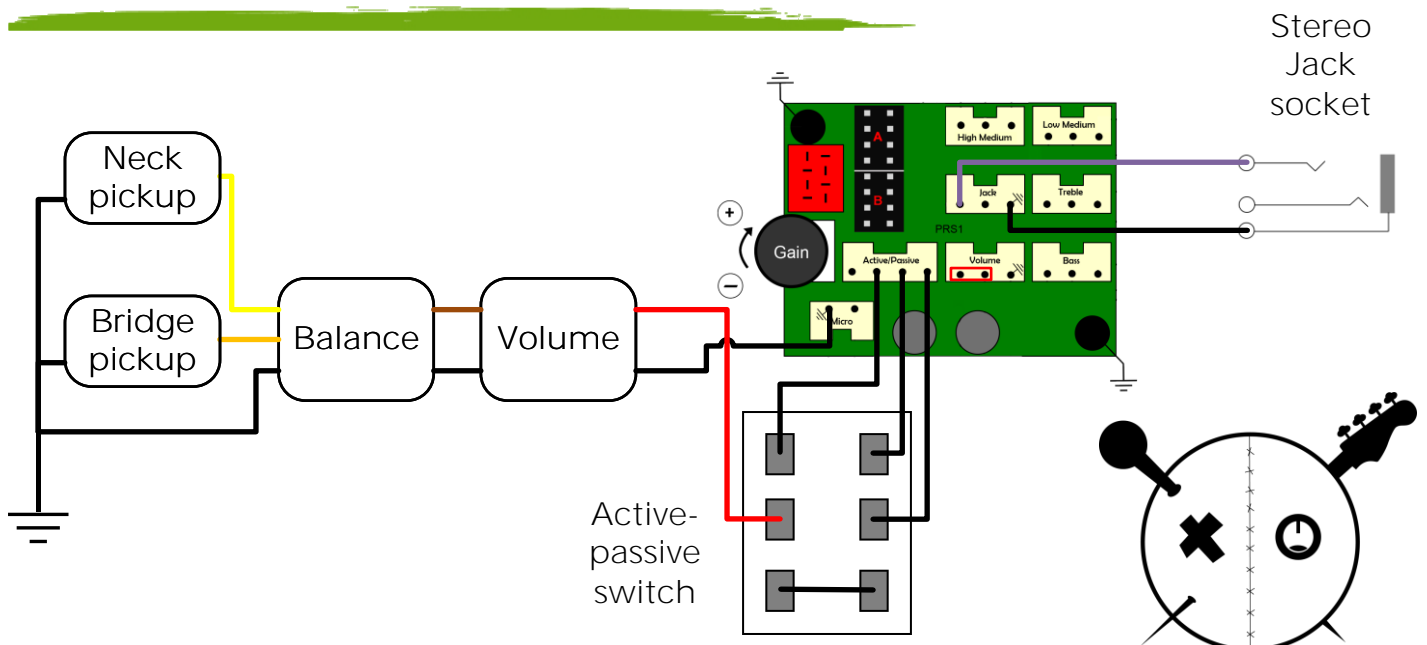 Stereo
Jack
socket
Neck
pickup
Bridge
pickup
Balance
Volume
+
Gain
−
A
B
High Medium
Low Medium
Jack
Treble
PRS1
Active/Passive
Volume
Bass
Micro
Active-
passive
switch